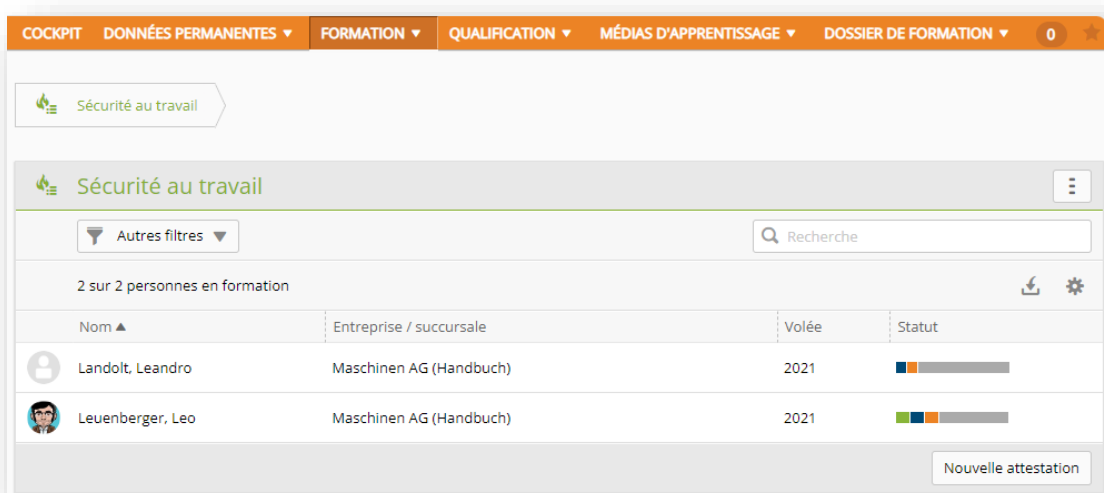 COCKPIT DONNÉES PERMANENTES ▼ FORMATION ▼ QUALIFICATION ▼ MÉDIAS D'APPRENTISSAGE ▼ DOSSIER DE FORMATION ▼ 0
Sécurité au travail
Sécurité au travail
Autres filtres ▼ Recherche
2 sur 2 personnes en formation
Nom ▲ Entreprise / succursale Volée Statut
Landolt, Leandro Maschinen AG (Handbuch) 2021
Leuenberger, Leo Maschinen AG (Handbuch) 2021
Nouvelle attestation